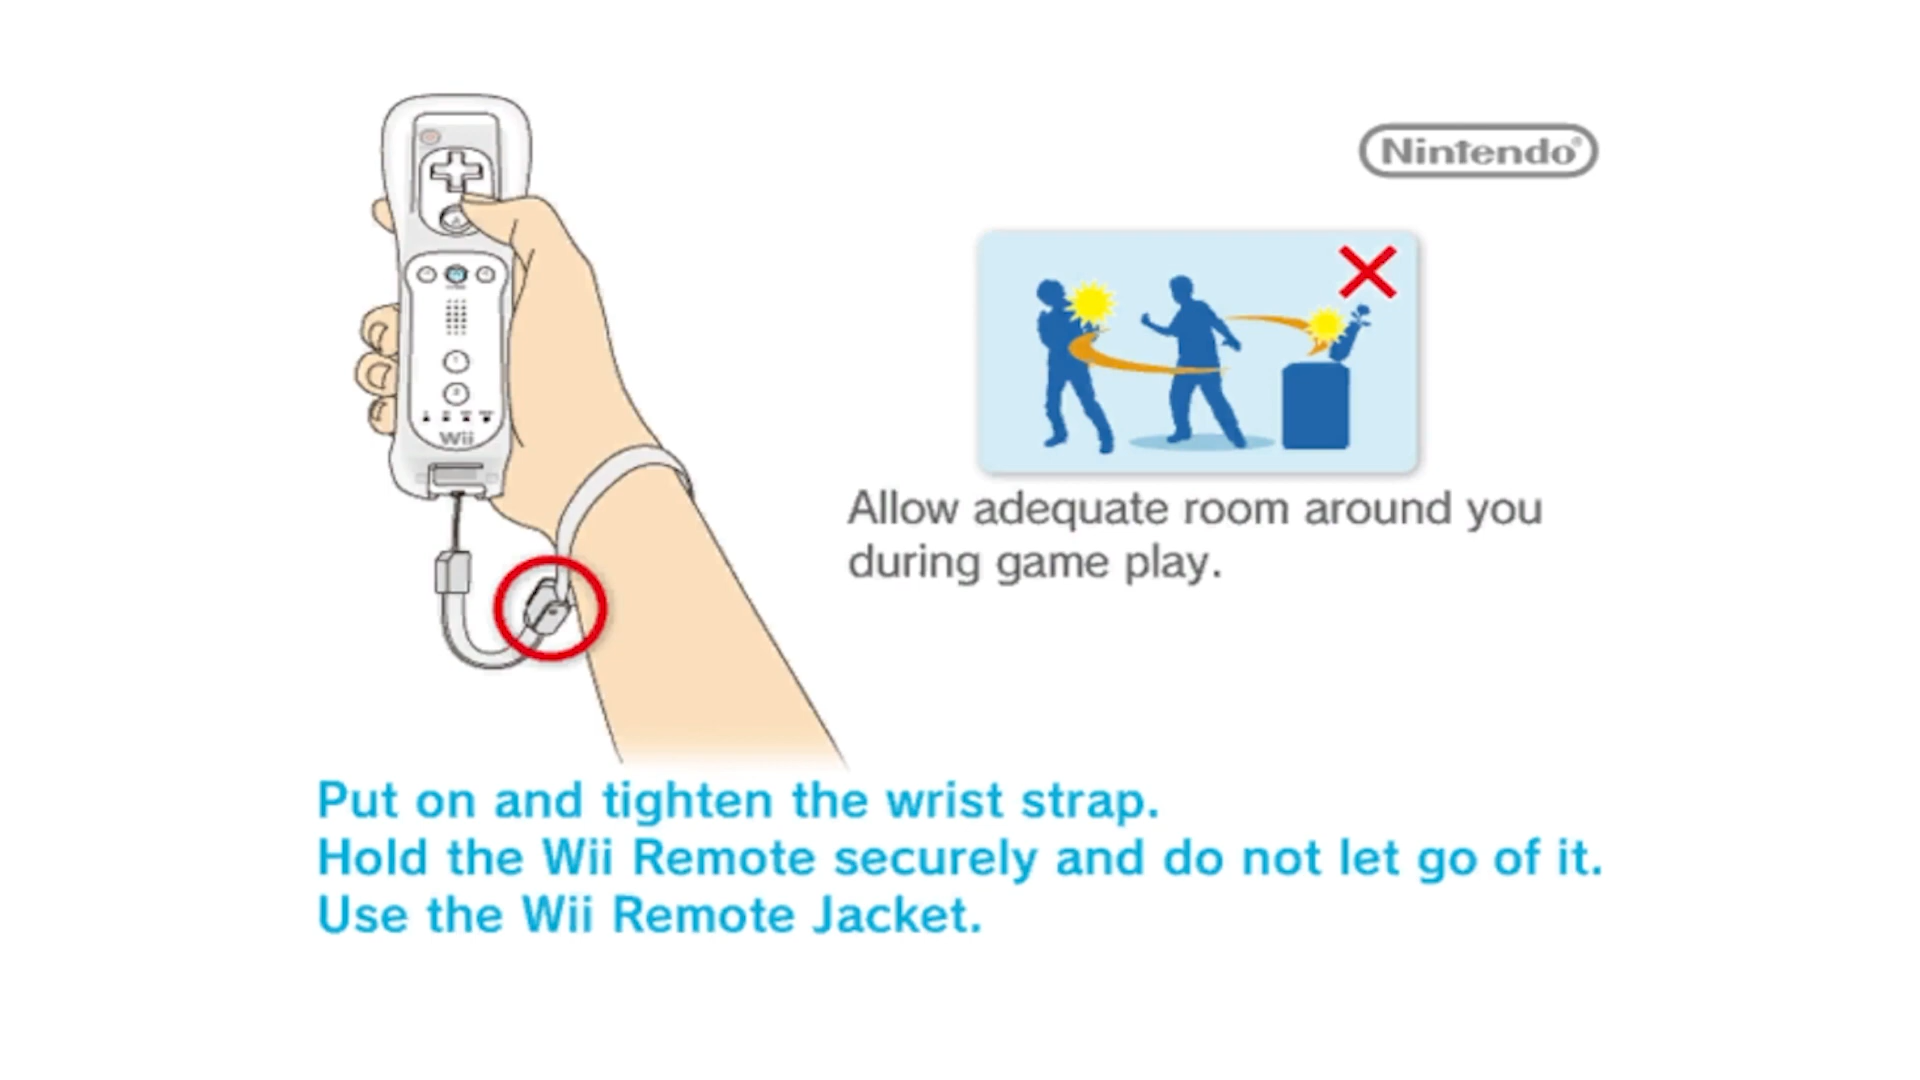 Nintendo®
Wii
Allow adequate room around you
during game play.
Put on and tighten the wrist strap.
Hold the Wii Remote securely and do not let go of it.
Use the Wii Remote Jacket.